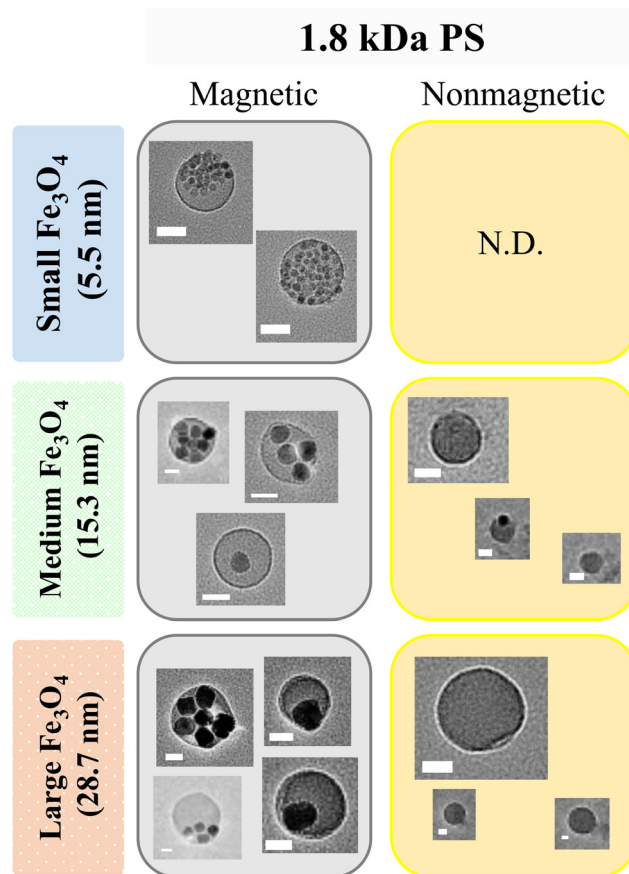 1.8 kDa PS
Magnetic
Nonmagnetic
Small Fe₃O₄
(5.5 nm)
N.D.
Medium Fe₃O₄
(15.3 nm)
Large Fe₃O₄
(28.7 nm)